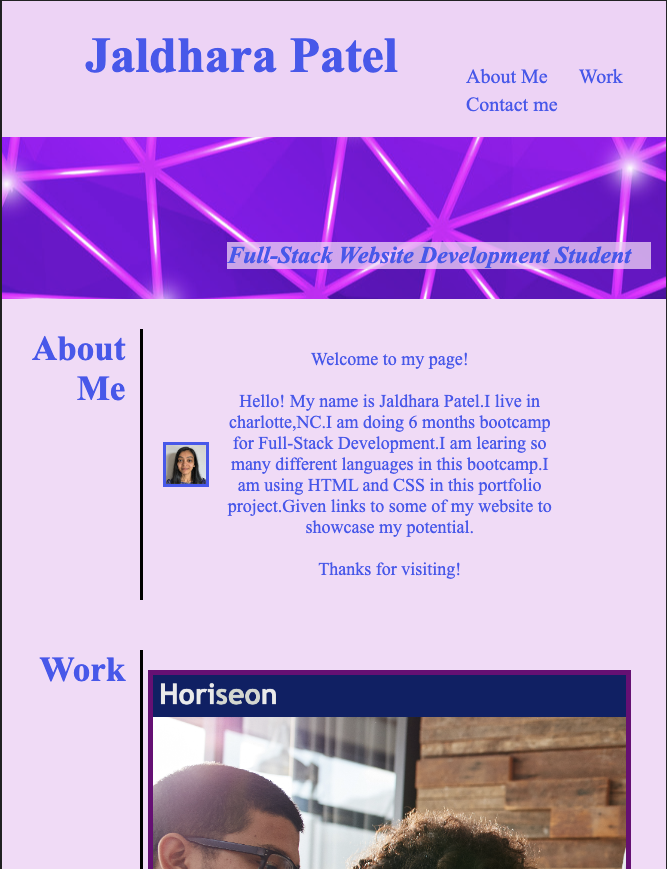 Jaldhara Patel
About Me Work
Contact me
Full-Stack Website Development Student
About
Me
Welcome to my page!
Hello! My name is Jaldhara Patel.I live in
charlotte,NC.I am doing 6 months bootcamp
for Full-Stack Development.I am learing so
many different languages in this bootcamp.I
am using HTML and CSS in this portfolio
project.Given links to some of my website to
showcase my potential.
Thanks for visiting!
Work
Horiseon